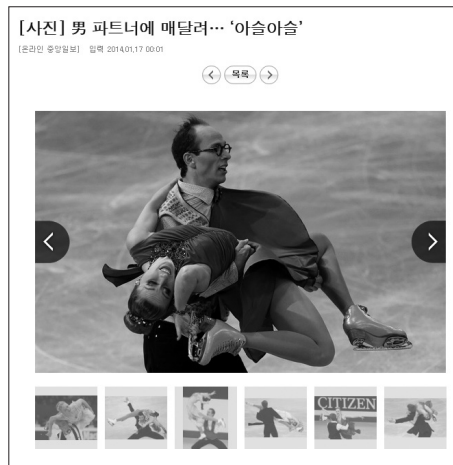 [사진] 男 파트너에 매달려… ‘아슬아슬’
[온라인 중앙일보] 입력 2014.01.17 00:01
목록
CITIZEN